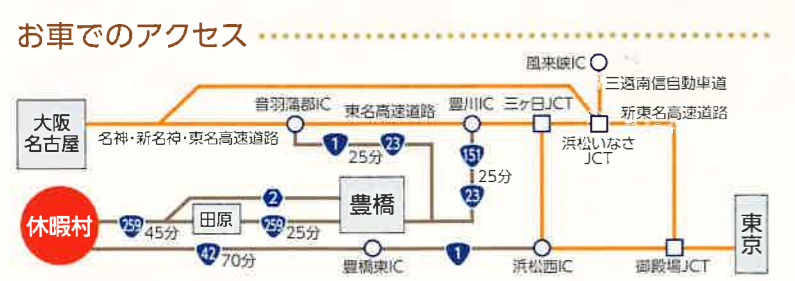 お車でのアクセス
風来峡IC
三遠南信自動車道
音羽蒲郡IC
東名高速道路
豊川IC
三ヶ日JCT
新東名高速道路
大阪
名古屋
名神・新名神・東名高速道路
浜松いなさ
JCT
1
23
25分
151
25分
23
2
豊橋
休暇村
259
45分
田原
259
25分
東京
42
70分
豊橋東IC
1
浜松西IC
御殿場JCT